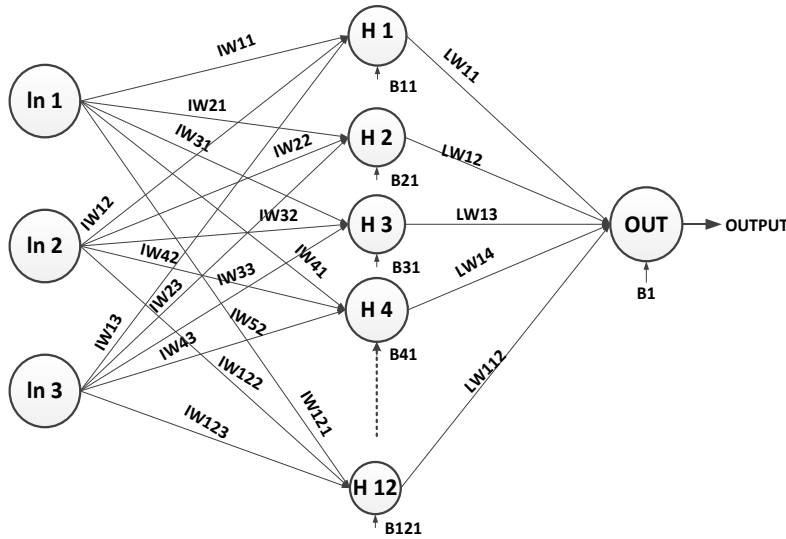 H 1
IW11
LW11
B11
In 1
IW21
H 2
IW31
IW22
LW12
B21
IW12
IW32
H 3
LW13
OUT
OUTPUT
In 2
IW42
IW41
B31
LW14
IW33
IW23
H 4
B1
IW13
IW52
IW43
B41
In 3
IW122
LW112
IW121
IW123
H 12
B121